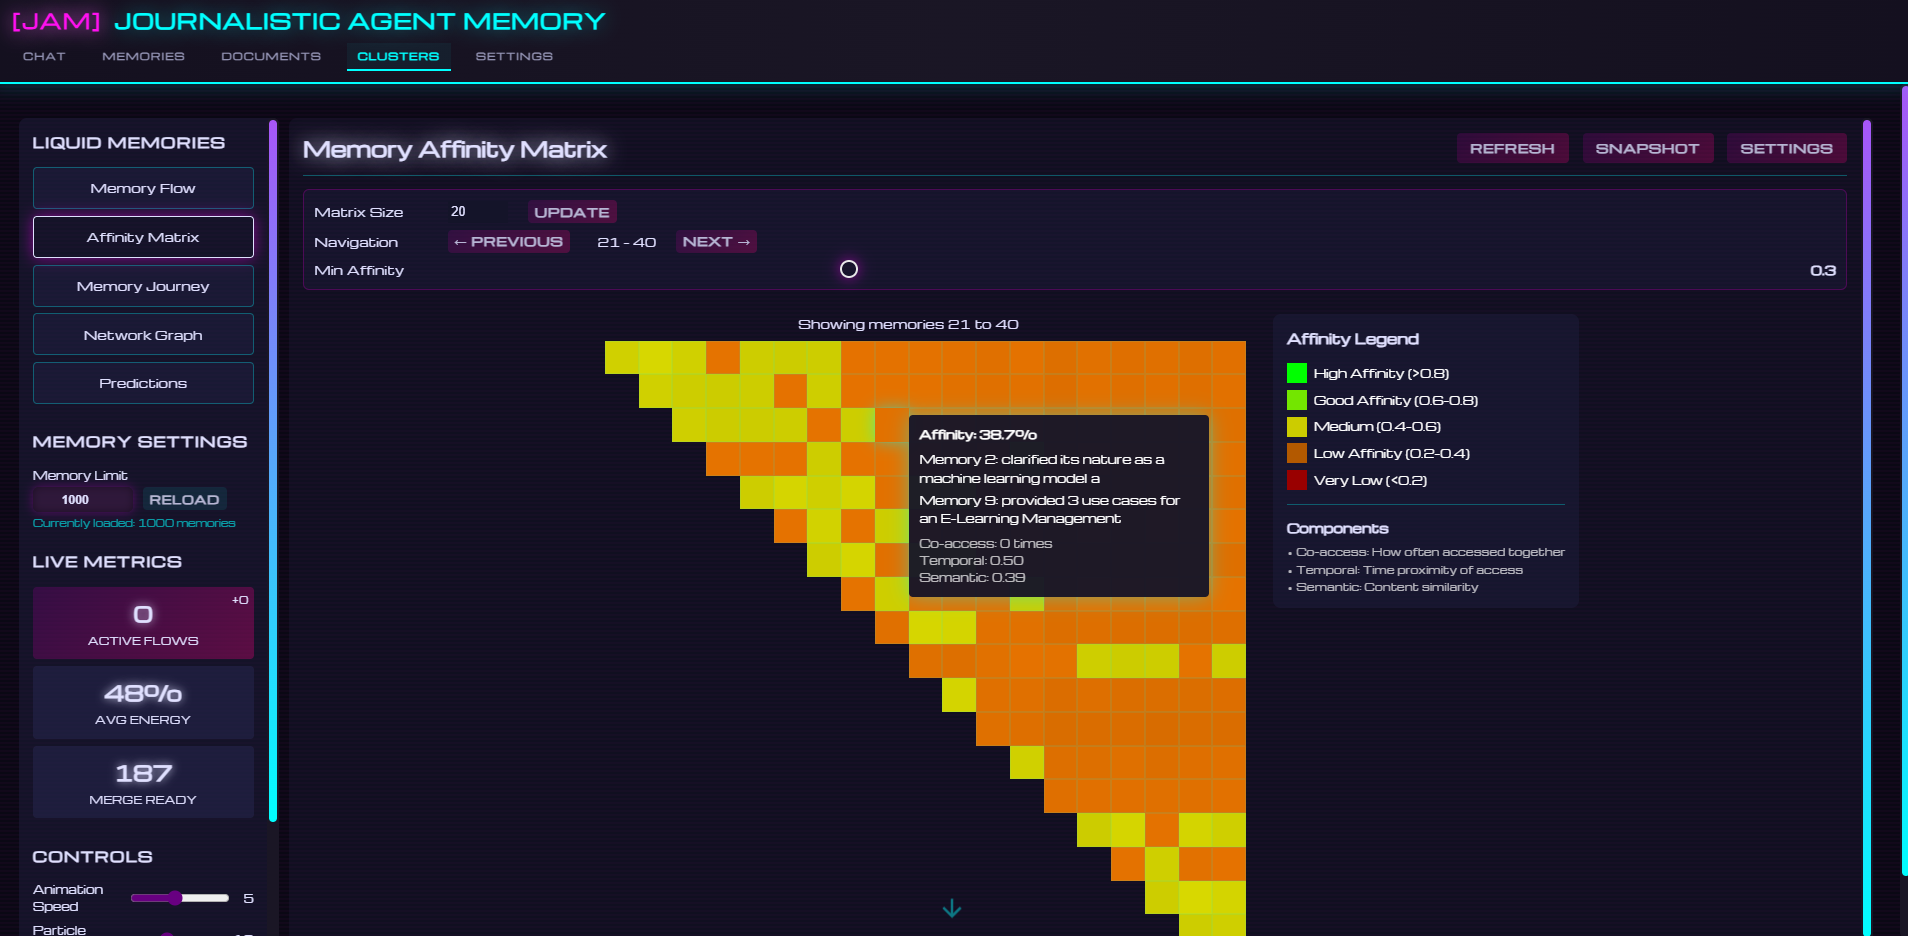 [JAM] JOURNALISTIC AGENT MEMORY
CHAT MEMORIES DOCUMENTS CLUSTERS SETTINGS
LIQUID MEMORIES
Memory Flow
Affinity Matrix
Memory Journey
Network Graph
Predictions
MEMORY SETTINGS
Memory Limit
1000 RELOAD
Currently loaded: 1000 memories
LIVE METRICS
+0
0
ACTIVE FLOWS
48%
AVG ENERGY
187
MERGE READY
CONTROLS
Animation
Speed
5
Particle
Memory Affinity Matrix
REFRESH SNAPSHOT SETTINGS
Matrix Size 20 UPDATE
Navigation ← PREVIOUS 21 - 40 NEXT →
Min Affinity 0.3
Showing memories 21 to 40
Affinity: 38.7%
Memory 2: clarified its nature as a
machine learning model a
Memory 9: provided 3 use cases for
an E-Learning Management
Co-access: 0 times
Temporal: 0.50
Semantic: 0.39
Affinity Legend
High Affinity (>0.8)
Good Affinity (0.6-0.8)
Medium (0.4-0.6)
Low Affinity (0.2-0.4)
Very Low (<0.2)
Components
• Co-access: How often accessed together
• Temporal: Time proximity of access
• Semantic: Content similarity